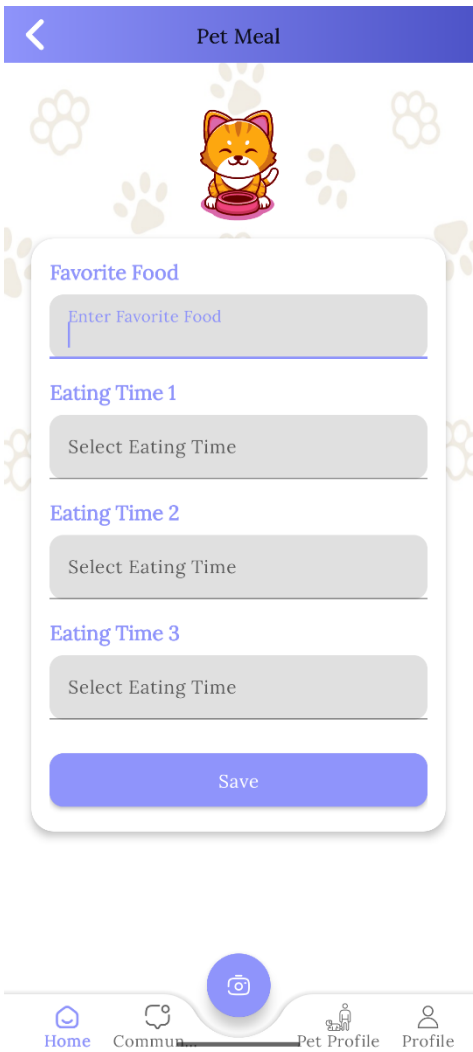 Pet Meal
Favorite Food
Enter Favorite Food
Eating Time 1
Select Eating Time
Eating Time 2
Select Eating Time
Eating Time 3
Select Eating Time
Save
Home
Commun...
Pet Profile
Profile